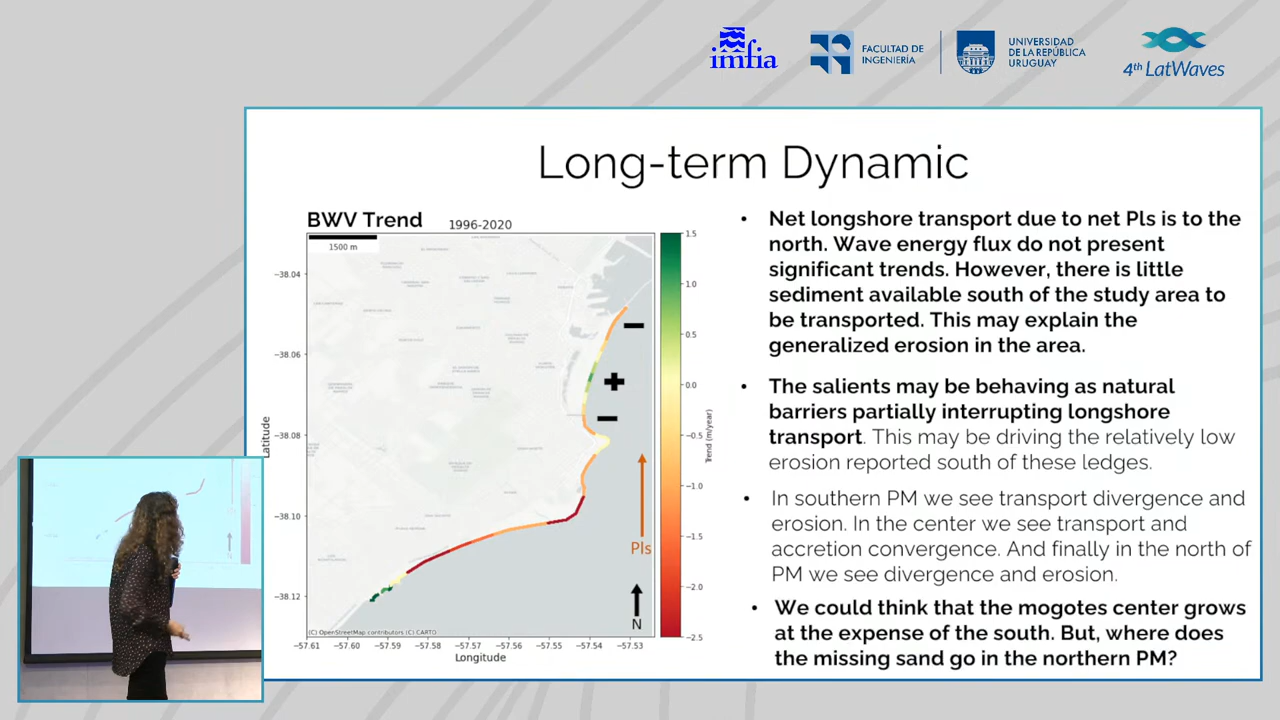 imfia
FACULTAD DE
INGENIERÍA
UNIVERSIDAD
DE LA REPÚBLICA
URUGUAY
4th LatWaves
Long-term Dynamic
BWV Trend
1996-2020
1500 m
−38.04
−38.06
−38.08
−38.10
−38.12
Latitude
−57.61 −57.60 −57.59 −57.58 −57.57 −57.56 −57.55 −57.54 −57.53
Longitude
(C) OpenStreetMap contributors (C) CARTO
Pls
N
1.5
1.0
0.5
0.0
−0.5
−1.0
−1.5
−2.0
−2.5
Trend (m/year)
• Net longshore transport due to net Pls is to the
north. Wave energy flux do not present
significant trends. However, there is little
sediment available south of the study area to
be transported. This may explain the
generalized erosion in the area.
• The salients may be behaving as natural
barriers partially interrupting longshore
transport. This may be driving the relatively low
erosion reported south of these ledges.
• In southern PM we see transport divergence and
erosion. In the center we see transport and
accretion convergence. And finally in the north of
PM we see divergence and erosion.
• We could think that the mogotes center grows
at the expense of the south. But, where does
the missing sand go in the northern PM?